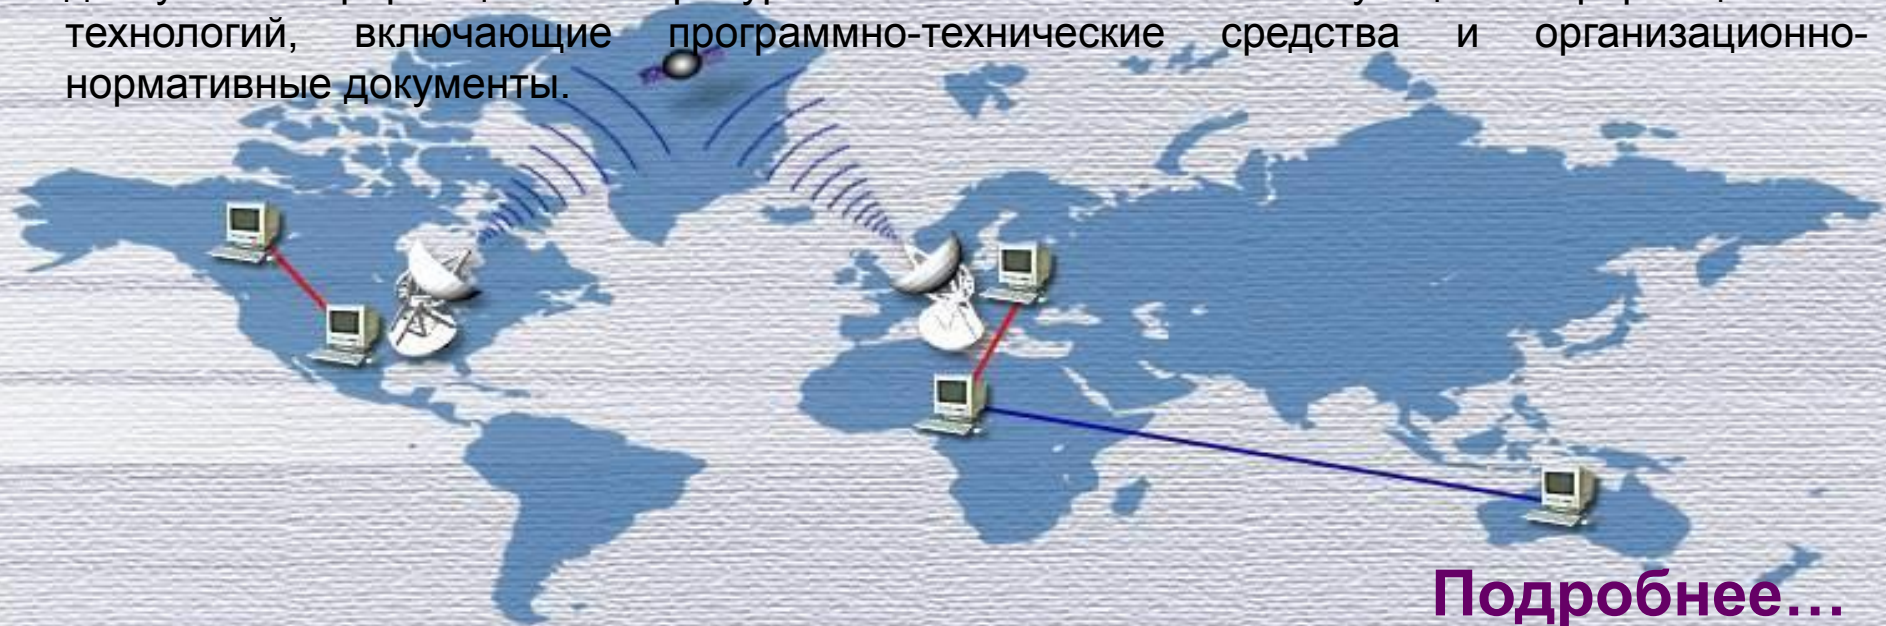 технологий, включающие программно-технические средства и организационно-
нормативные документы.
Подробнее…